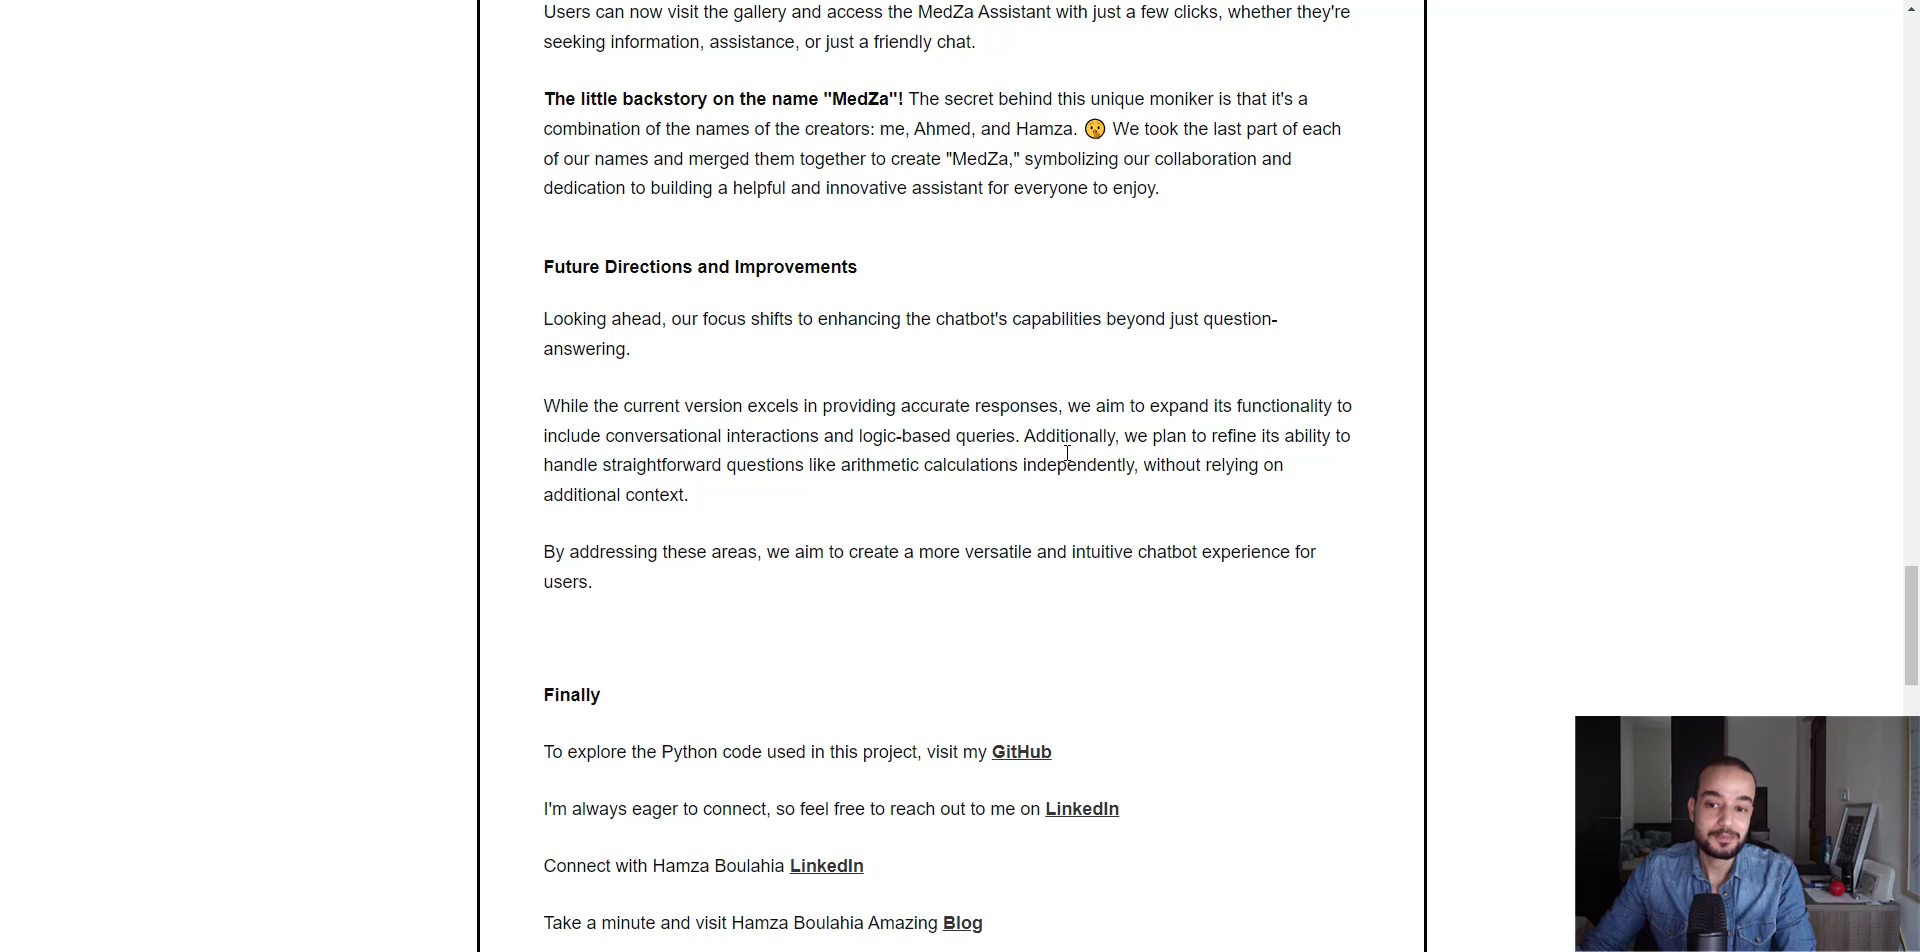 Users can now visit the gallery and access the MedZa Assistant with just a few clicks, whether they're
seeking information, assistance, or just a friendly chat.
The little backstory on the name "MedZa"! The secret behind this unique moniker is that it's a
combination of the names of the creators: me, Ahmed, and Hamza. 🤫 We took the last part of each
of our names and merged them together to create "MedZa," symbolizing our collaboration and
dedication to building a helpful and innovative assistant for everyone to enjoy.
Future Directions and Improvements
Looking ahead, our focus shifts to enhancing the chatbot's capabilities beyond just question-
answering.
While the current version excels in providing accurate responses, we aim to expand its functionality to
include conversational interactions and logic-based queries. Additionally, we plan to refine its ability to
handle straightforward questions like arithmetic calculations independently, without relying on
additional context.
By addressing these areas, we aim to create a more versatile and intuitive chatbot experience for
users.
Finally
To explore the Python code used in this project, visit my GitHub
I'm always eager to connect, so feel free to reach out to me on LinkedIn
Connect with Hamza Boulahia LinkedIn
Take a minute and visit Hamza Boulahia Amazing Blog